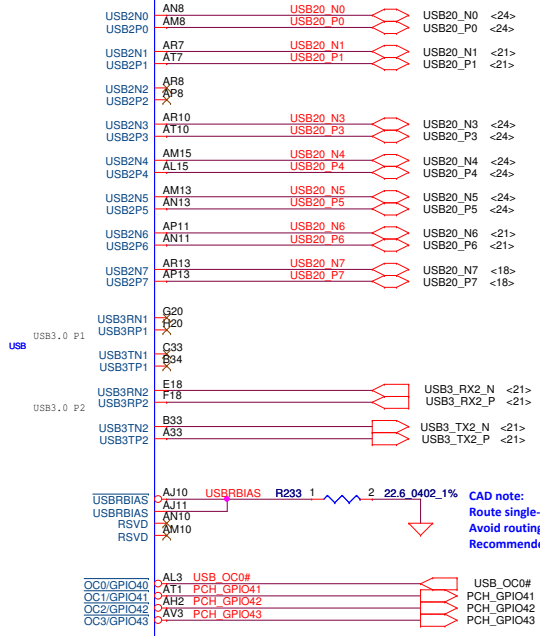 USB2N0 AN8 USB20_N0 USB20_N0 <24>
USB2P0 AM8 USB20_P0 USB20_P0 <24>
USB2N1 AR7 USB20_N1 USB20_N1 <21>
USB2P1 AT7 USB20_P1 USB20_P1 <21>
USB2N2 AR8
USB2P2 AP8
USB2N3 AR10 USB20_N3 USB20_N3 <24>
USB2P3 AT10 USB20_P3 USB20_P3 <24>
USB2N4 AM15 USB20_N4 USB20_N4 <24>
USB2P4 AL15 USB20_P4 USB20_P4 <24>
USB2N5 AM13 USB20_N5 USB20_N5 <24>
USB2P5 AN13 USB20_P5 USB20_P5 <24>
USB2N6 AP11 USB20_N6 USB20_N6 <21>
USB2P6 AN11 USB20_P6 USB20_P6 <21>
USB2N7 AR13 USB20_N7 USB20_N7 <18>
USB2P7 AP13 USB20_P7 USB20_P7 <18>
USB3RN1 G20
USB3RP1 H20
USB3.0 P1
USB
USB3TN1 C33
USB3TP1 B34
USB3RN2 E18 USB3_RX2_N <21>
USB3RP2 F18 USB3_RX2_P <21>
USB3.0 P2
USB3TN2 B33 USB3_TX2_N <21>
USB3TP2 A33 USB3_TX2_P <21>
USBRBIAS AJ10 USBRBIAS R233 1 2 22.6_0402_1% CAD note:
USBRBIAS AJ11 Route single-
RSVD AN10 Avoid routing
RSVD AM10 Recommende
OC0/GPIO40 AL3 USB_OC0# USB_OC0#
OC1/GPIO41 AT1 PCH_GPIO41 PCH_GPIO41
OC2/GPIO42 AH2 PCH_GPIO42 PCH_GPIO42
OC3/GPIO43 AV3 PCH_GPIO43 PCH_GPIO43